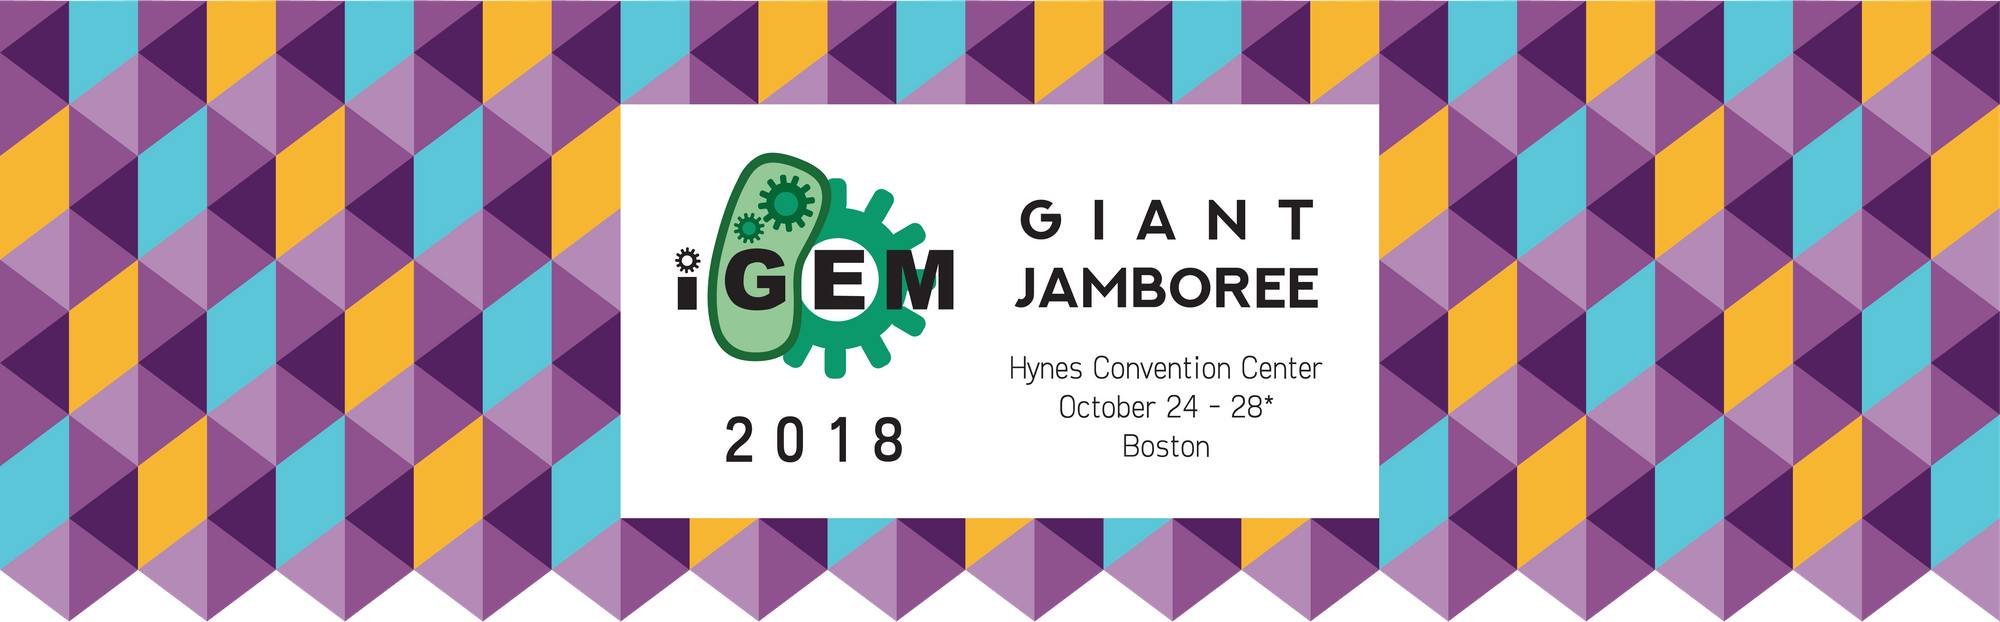 iGEM
2018
GIANT
JAMBOREE
Hynes Convention Center
October 24 - 28*
Boston